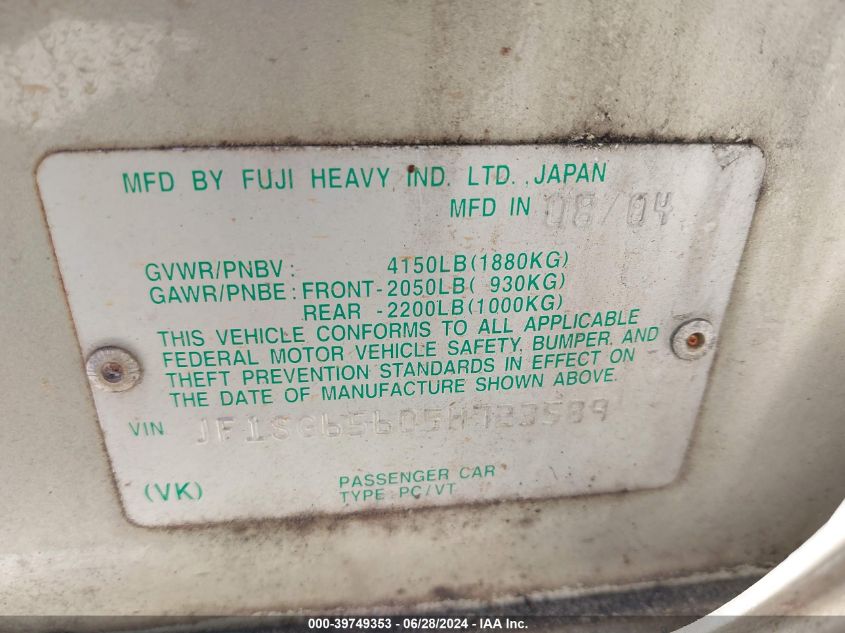 MFD BY FUJI HEAVY IND. LTD., JAPAN
MFD IN 08/04
GVWR/PNBV: 4150LB(1880KG)
GAWR/PNBE: FRONT-2050LB( 930KG)
REAR -2200LB(1000KG)
THIS VEHICLE CONFORMS TO ALL APPLICABLE
FEDERAL MOTOR VEHICLE SAFETY, BUMPER, AND
THEFT PREVENTION STANDARDS IN EFFECT ON
THE DATE OF MANUFACTURE SHOWN ABOVE.
VIN JF1SG65605H723589
(VK)
PASSENGER CAR
TYPE: PC/VT
000-39749353 - 06/28/2024 - IAA Inc.